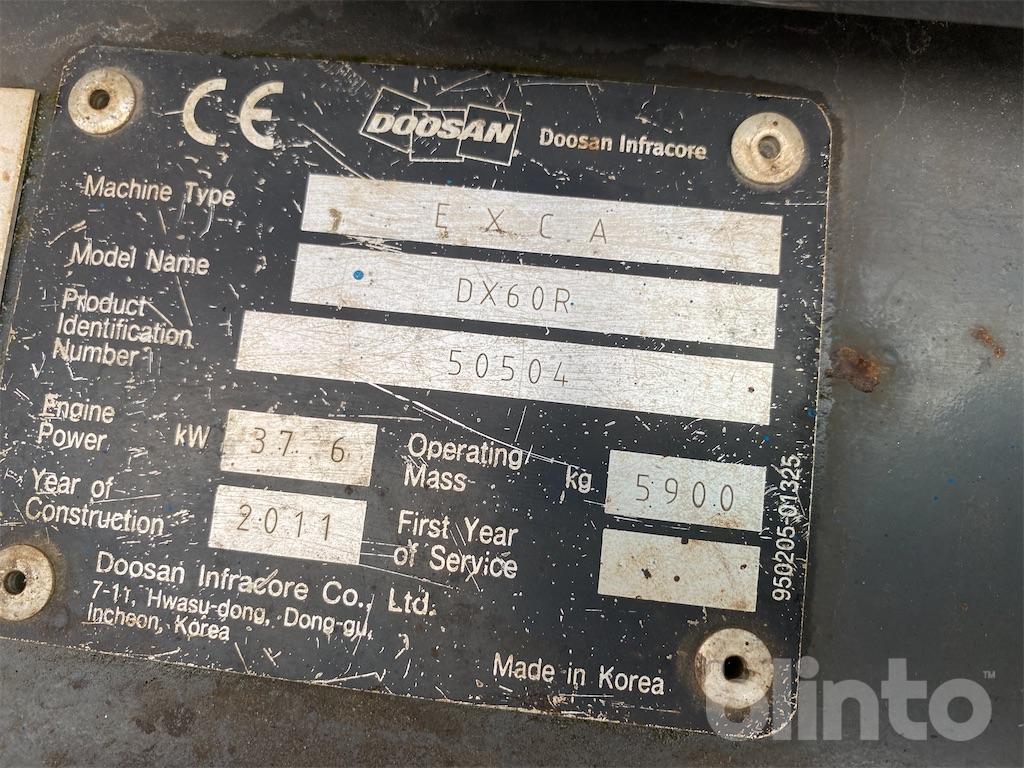 CE
DOOSAN
Doosan Infracore
Machine Type
EXCA
Model Name
DX60R
Product
Identification
Number
50504
Engine
Power
kW
37.6
Operating
Mass
kg
5900
Year of
Construction
2011
First Year
of Service
950205-01325
Doosan Infracore Co., Ltd.
7-11, Hwasu-dong, Dong-gu,
Incheon, Korea
Made in Korea
blinto™